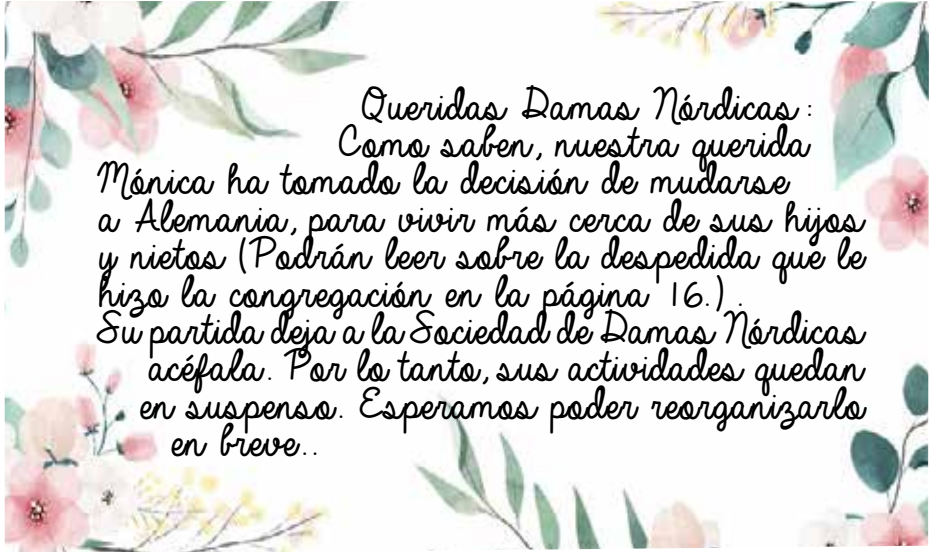 Queridas Damas Nórdicas:
Como saben, nuestra querida
Mónica ha tomado la decisión de mudarse
a Alemania, para vivir más cerca de sus hijos
y nietos (Podrán leer sobre la despedida que le
hizo la congregación en la página 16.).
Su partida deja a la Sociedad de Damas Nórdicas
acéfala. Por lo tanto, sus actividades quedan
en suspenso. Esperamos poder reorganizarlo
en breve..